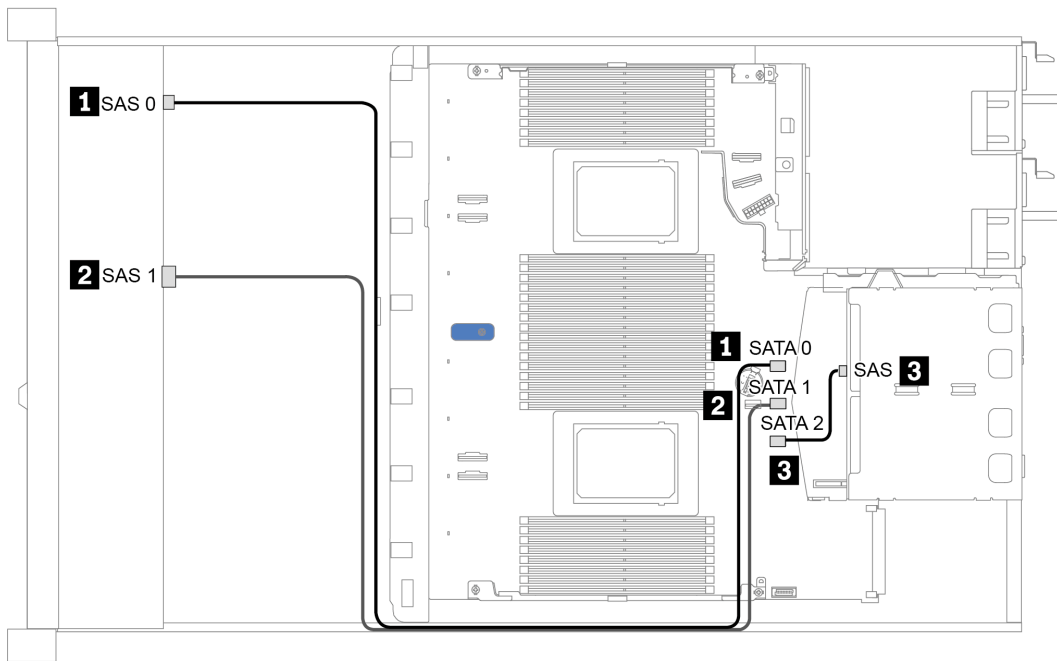 1 SAS 0
2 SAS 1
1 SATA 0
2 SATA 1
SATA 2
3
SAS 3